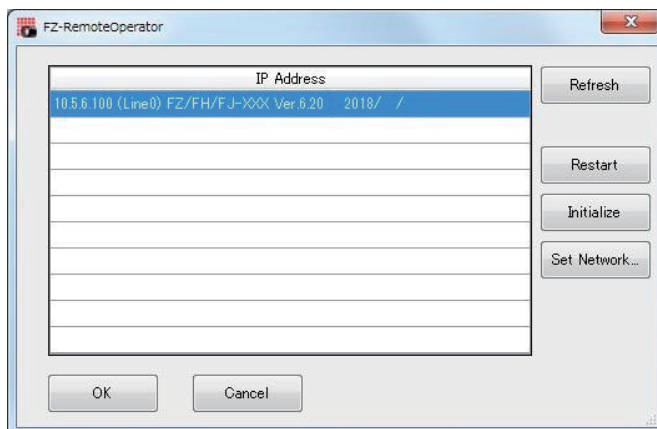 FZ-RemoteOperator
IP Address
10.5.6.100 (Line0) FZ/FH/FJ-XXX Ver.6.20 2018/ /
Refresh
Restart
Initialize
Set Network...
OK
Cancel